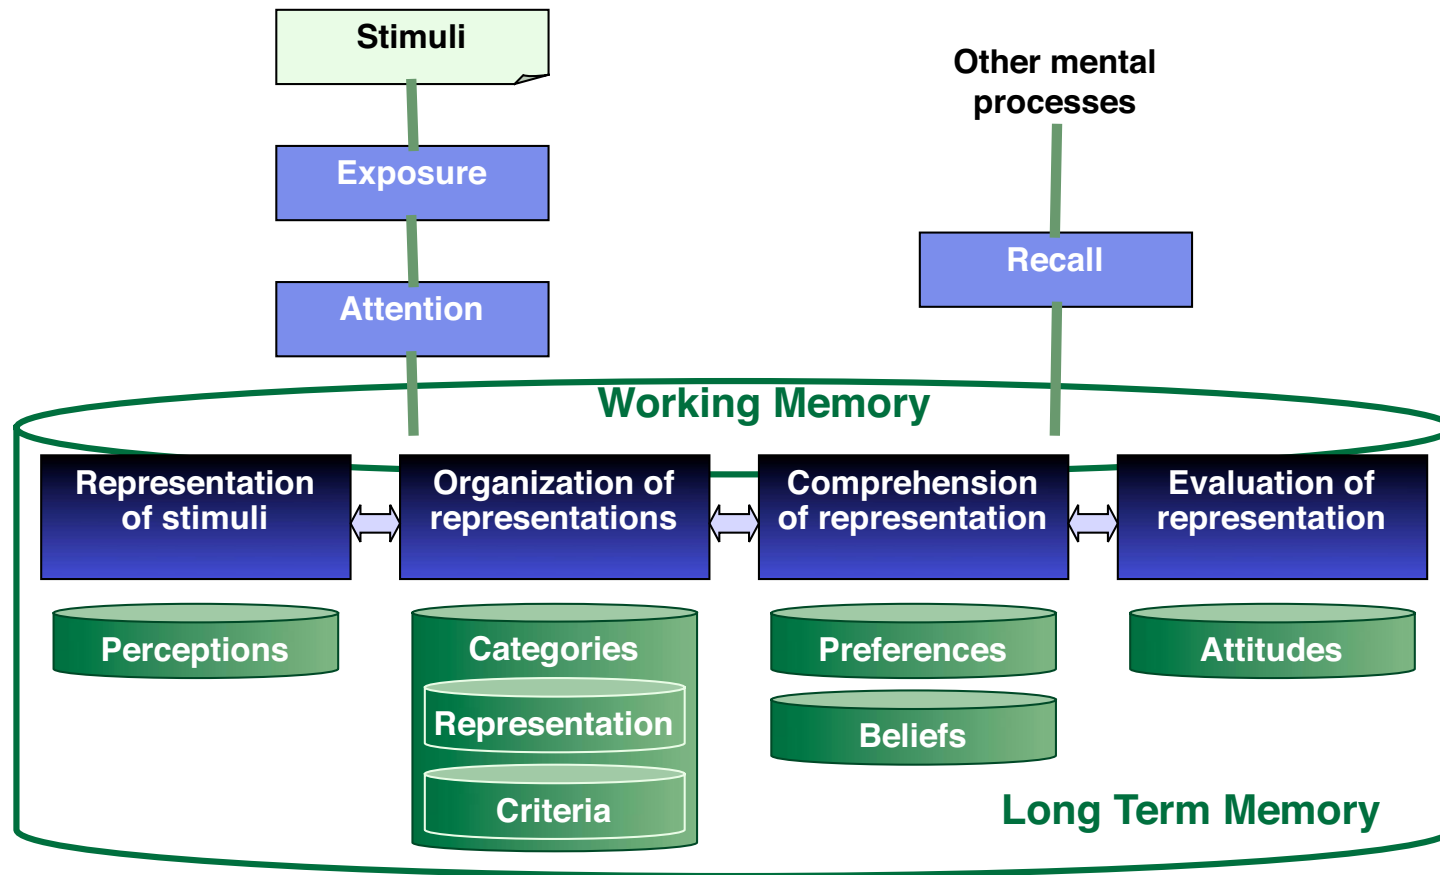 Stimuli
Other mental
processes
Exposure
Recall
Attention
Working Memory
Representation
of stimuli
Organization of
representations
Comprehension
of representation
Evaluation of
representation
Perceptions
Categories
Representation
Criteria
Preferences
Beliefs
Attitudes
Long Term Memory